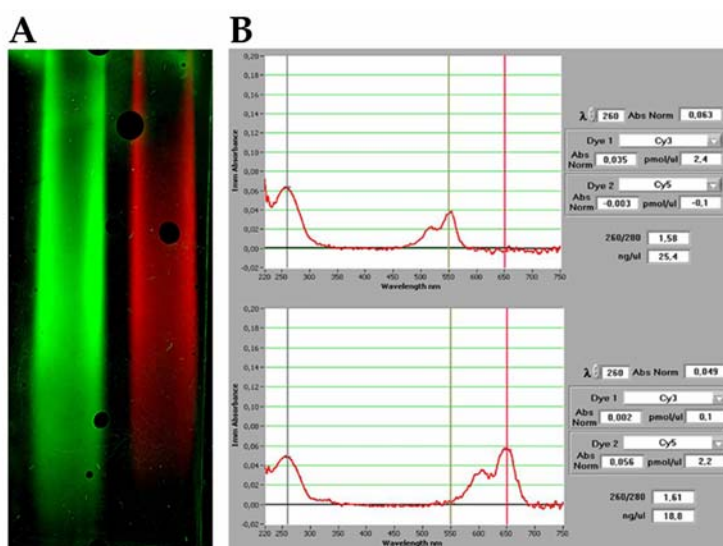 A
B
0,20
0,18
0,16
0,14
0,12
0,10
0,08
0,06
0,04
0,02
0,00
-0,02
1mm Absorbance
220 250 300 350 400 450 500 550 600 650 700 750
Wavelength nm
λ 260 Abs Norm 0,063
Dye 1 Cy3
Abs Norm 0,035 pmol/ul 2,4
Dye 2 Cy5
Abs Norm -0,003 pmol/ul -0,1
260/280 1,58
ng/ul 25,4
0,20
0,18
0,16
0,14
0,12
0,10
0,08
0,06
0,04
0,02
0,00
-0,02
1mm Absorbance
220 250 300 350 400 450 500 550 600 650 700 750
Wavelength nm
λ 260 Abs Norm 0,049
Dye 1 Cy3
Abs Norm 0,002 pmol/ul 0,1
Dye 2 Cy5
Abs Norm 0,056 pmol/ul 2,2
260/280 1,61
ng/ul 18,8